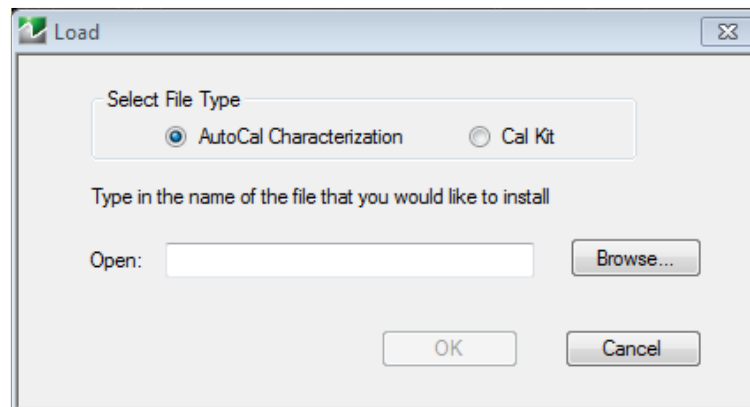 Load
Select File Type
AutoCal Characterization Cal Kit
Type in the name of the file that you would like to install
Open: Browse...
OK Cancel